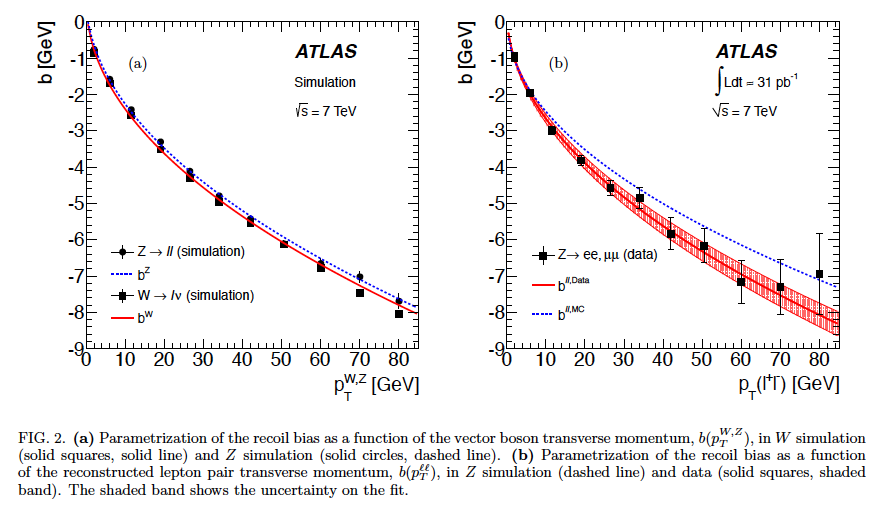 b [GeV]
0
-1
-2
-3
-4
-5
-6
-7
-8
-9
(a)
ATLAS
Simulation
√s = 7 TeV
Z → ll (simulation)
b^Z
W → lν (simulation)
b^W
0 10 20 30 40 50 60 70 80
p_T^{W,Z} [GeV]
b [GeV]
0
-1
-2
-3
-4
-5
-6
-7
-8
-9
(b)
ATLAS
∫Ldt = 31 pb⁻¹
√s = 7 TeV
Z→ ee, μμ (data)
b^{ll,Data}
b^{ll,MC}
0 10 20 30 40 50 60 70 80
p_T(l⁺l⁻) [GeV]
FIG. 2. (a) Parametrization of the recoil bias as a function of the vector boson transverse momentum, b(p_T^{W,Z}), in W simulation
(solid squares, solid line) and Z simulation (solid circles, dashed line). (b) Parametrization of the recoil bias as a function
of the reconstructed lepton pair transverse momentum, b(p_T^{ℓℓ}), in Z simulation (dashed line) and data (solid squares, shaded
band). The shaded band shows the uncertainty on the fit.